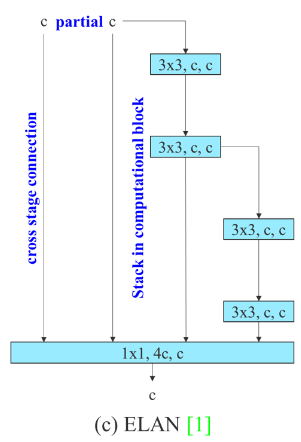 c partial c
3x3, c, c
3x3, c, c
cross stage connection
Stack in computational block
3x3, c, c
3x3, c, c
1x1, 4c, c
c
(c) ELAN [1]